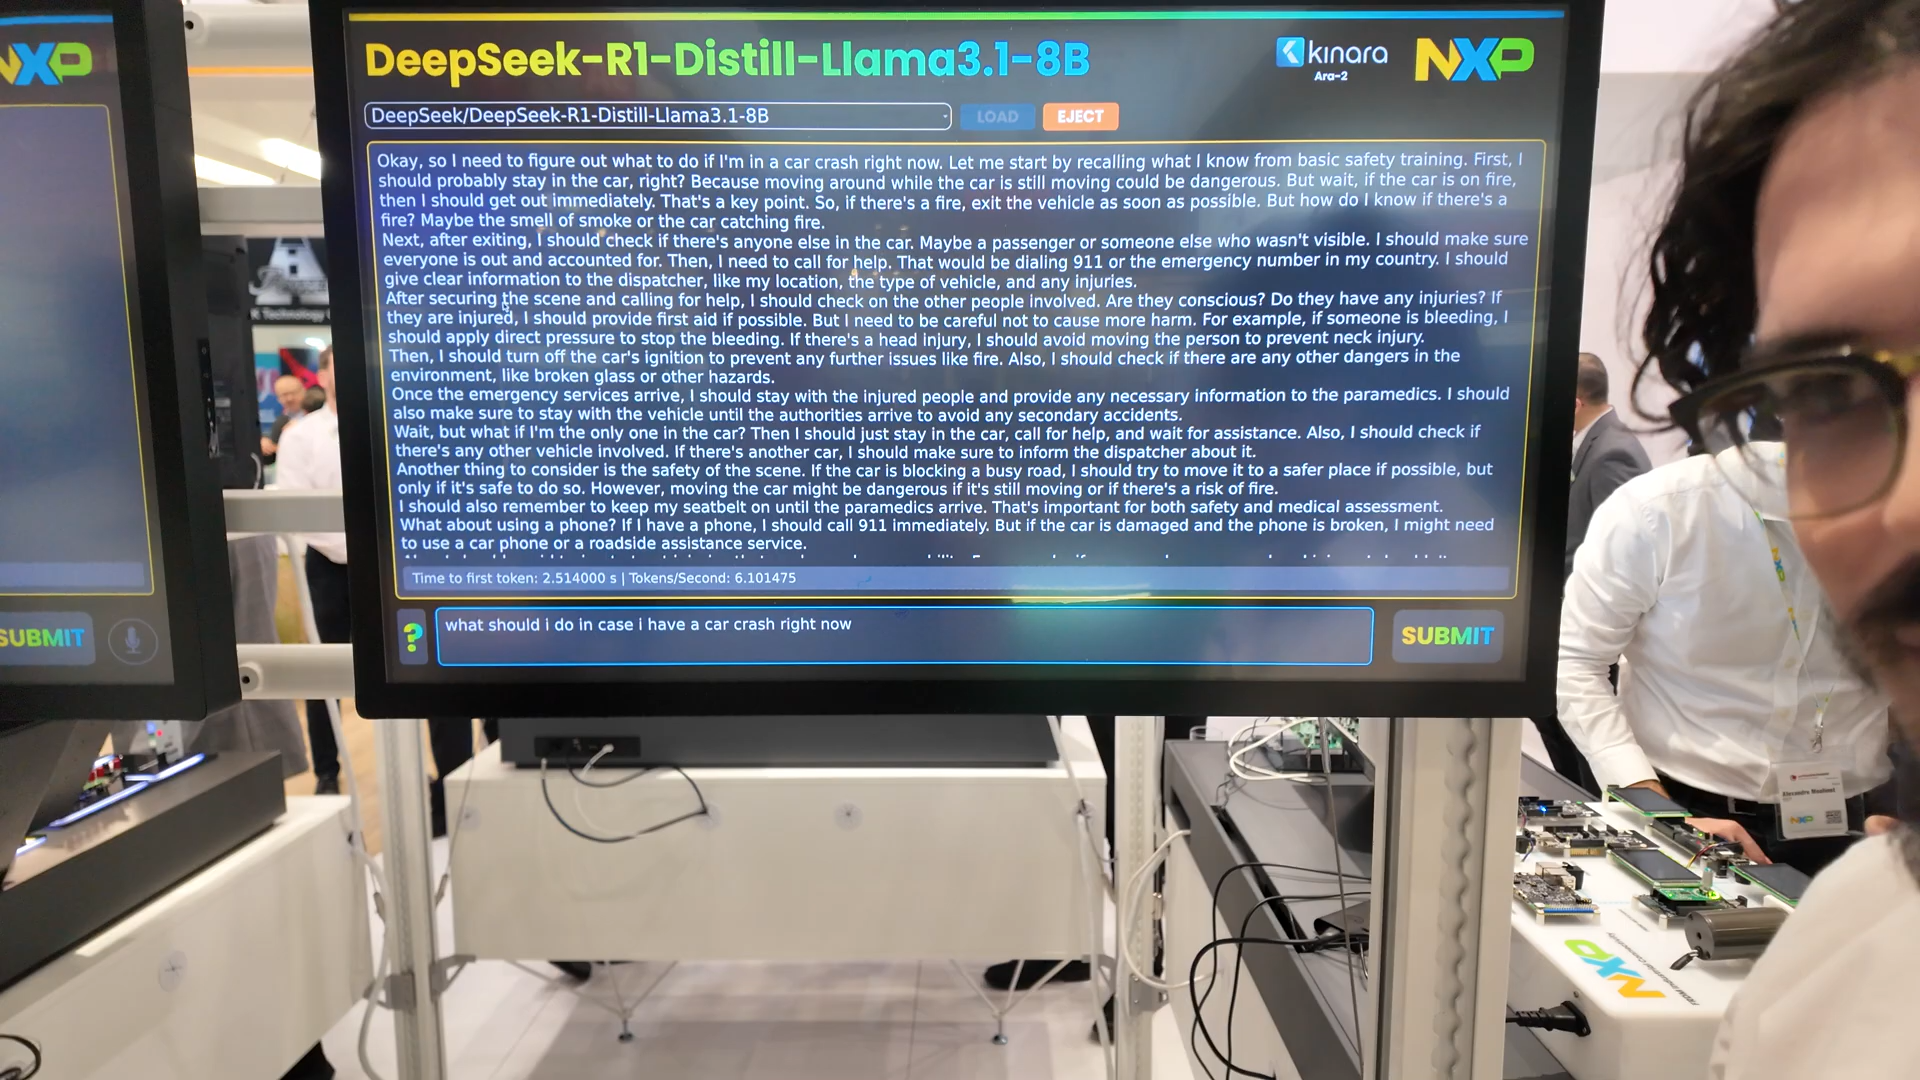 NXP
SUBMIT
DeepSeek-R1-Distill-Llama3.1-8B
kinara
Ara-2
NXP
DeepSeek/DeepSeek-R1-Distill-Llama3.1-8B
LOAD
EJECT
Okay, so I need to figure out what to do if I'm in a car crash right now. Let me start by recalling what I know from basic safety training. First, I
should probably stay in the car, right? Because moving around while the car is still moving could be dangerous. But wait, if the car is on fire,
then I should get out immediately. That's a key point. So, if there's a fire, exit the vehicle as soon as possible. But how do I know if there's a
fire? Maybe the smell of smoke or the car catching fire.
Next, after exiting, I should check if there's anyone else in the car. Maybe a passenger or someone else who wasn't visible. I should make sure
everyone is out and accounted for. Then, I need to call for help. That would be dialing 911 or the emergency number in my country. I should
give clear information to the dispatcher, like my location, the type of vehicle, and any injuries.
After securing the scene and calling for help, I should check on the other people involved. Are they conscious? Do they have any injuries? If
they are injured, I should provide first aid if possible. But I need to be careful not to cause more harm. For example, if someone is bleeding, I
should apply direct pressure to stop the bleeding. If there's a head injury, I should avoid moving the person to prevent neck injury.
Then, I should turn off the car's ignition to prevent any further issues like fire. Also, I should check if there are any other dangers in the
environment, like broken glass or other hazards.
Once the emergency services arrive, I should stay with the injured people and provide any necessary information to the paramedics. I should
also make sure to stay with the vehicle until the authorities arrive to avoid any secondary accidents.
Wait, but what if I'm the only one in the car? Then I should just stay in the car, call for help, and wait for assistance. Also, I should check if
there's any other vehicle involved. If there's another car, I should make sure to inform the dispatcher about it.
Another thing to consider is the safety of the scene. If the car is blocking a busy road, I should try to move it to a safer place if possible, but
only if it's safe to do so. However, moving the car might be dangerous if it's still moving or if there's a risk of fire.
I should also remember to keep my seatbelt on until the paramedics arrive. That's important for both safety and medical assessment.
What about using a phone? If I have a phone, I should call 911 immediately. But if the car is damaged and the phone is broken, I might need
to use a car phone or a roadside assistance service.
Time to first token: 2.514000 s | Tokens/Second: 6.101475
?
what should i do in case i have a car crash right now
SUBMIT
Technology
NXP
NXP